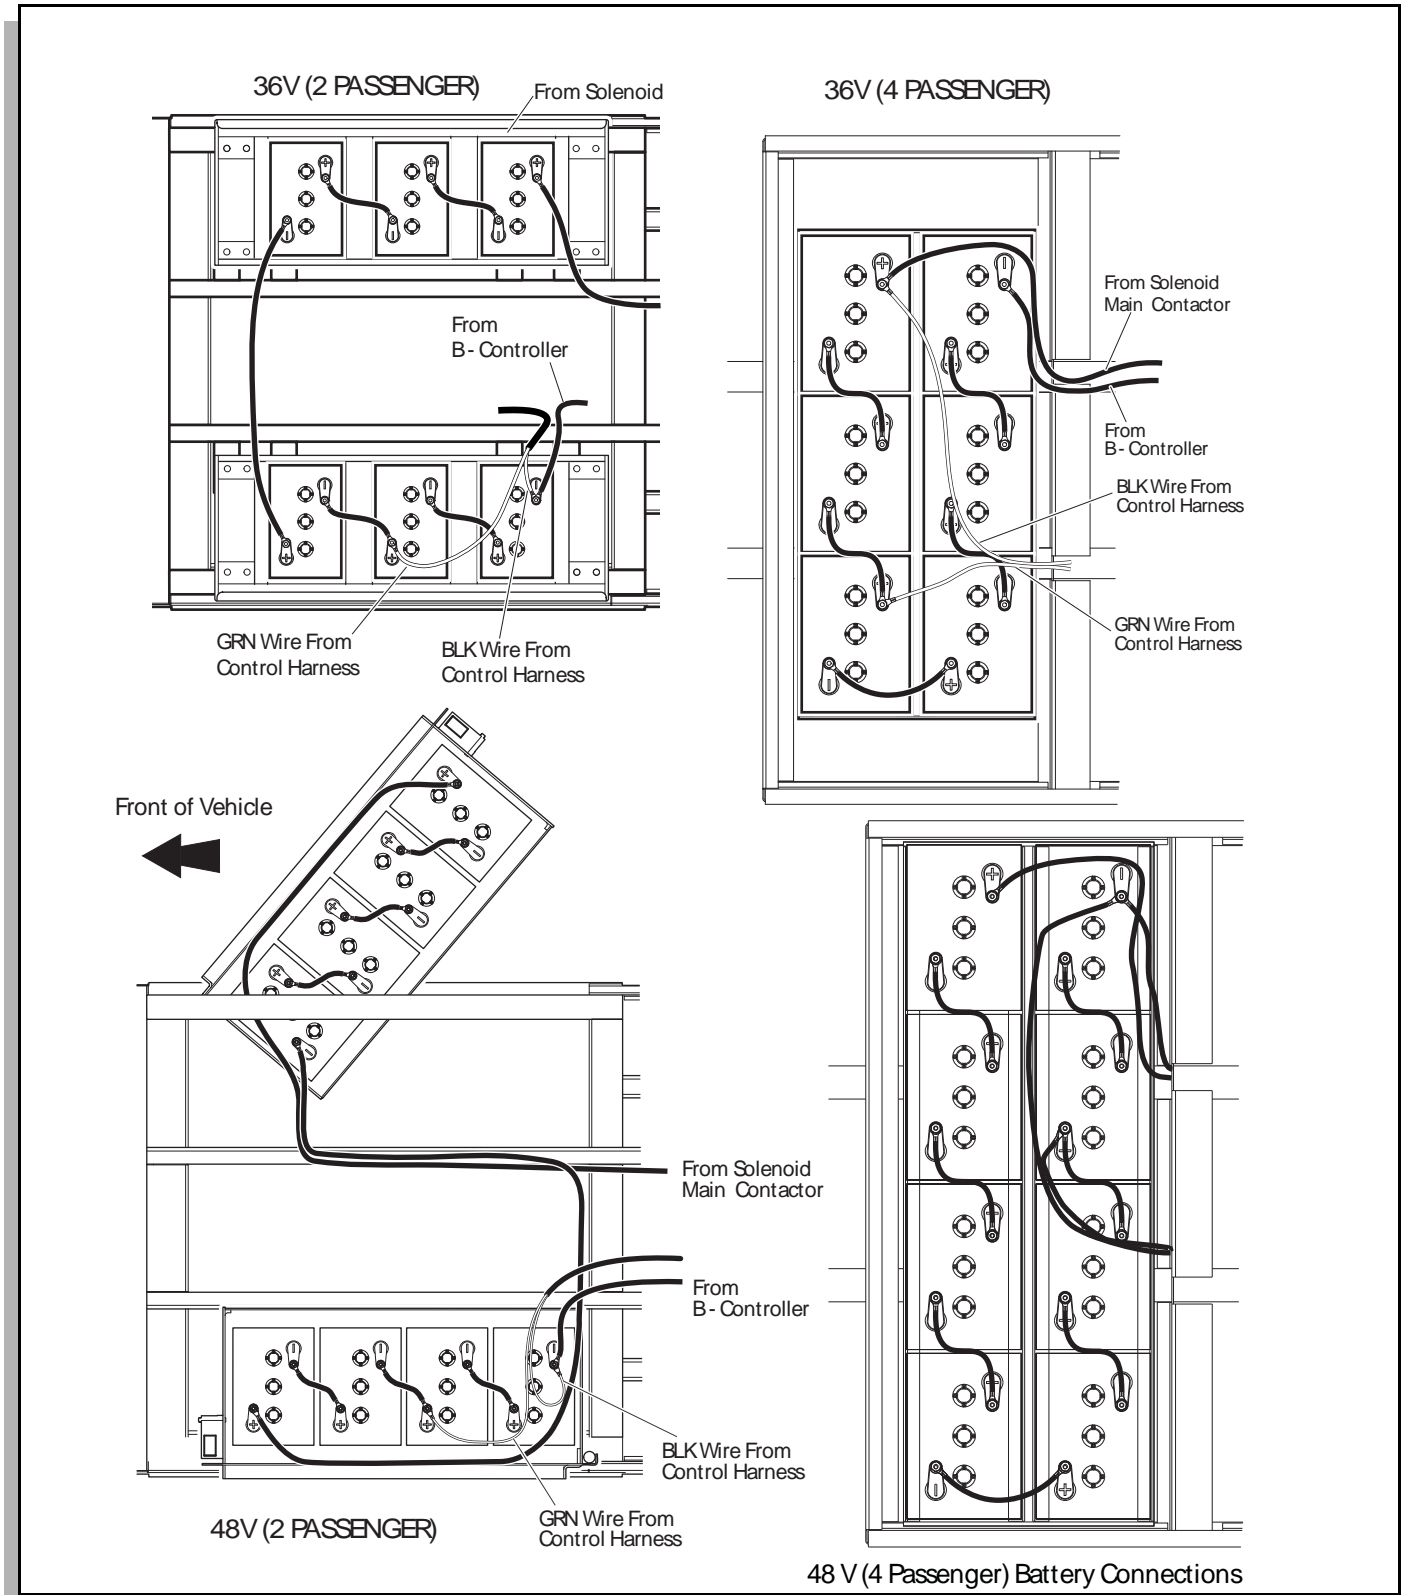 36V (2 PASSENGER)
From Solenoid
From
B - Controller
GRN Wire From
Control Harness
BLK Wire From
Control Harness
36V (4 PASSENGER)
From Solenoid
Main Contactor
From
B - Controller
BLK Wire From
Control Harness
GRN Wire From
Control Harness
Front of Vehicle
From Solenoid
Main Contactor
From
B - Controller
BLK Wire From
Control Harness
GRN Wire From
Control Harness
48V (2 PASSENGER)
48 V (4 Passenger) Battery Connections